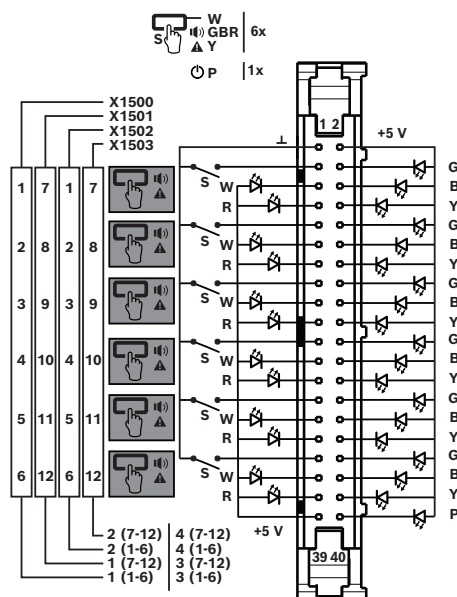 W
S GBR 6x
Y
P 1x
X1500
X1501
X1502
X1503
1 2
⊥ +5 V
1 7 1 7
S G
W B
R Y
2 8 2 8
S G
W B
R Y
3 9 3 9
S G
W B
R Y
4 10 4 10
S G
W B
R Y
5 11 5 11
S G
W B
R Y
6 12 6 12
S G
W B
R Y
P
2 (7-12) 4 (7-12)
+5 V
2 (1-6) 4 (1-6)
1 (7-12) 3 (7-12)
1 (1-6) 3 (1-6)
39 40